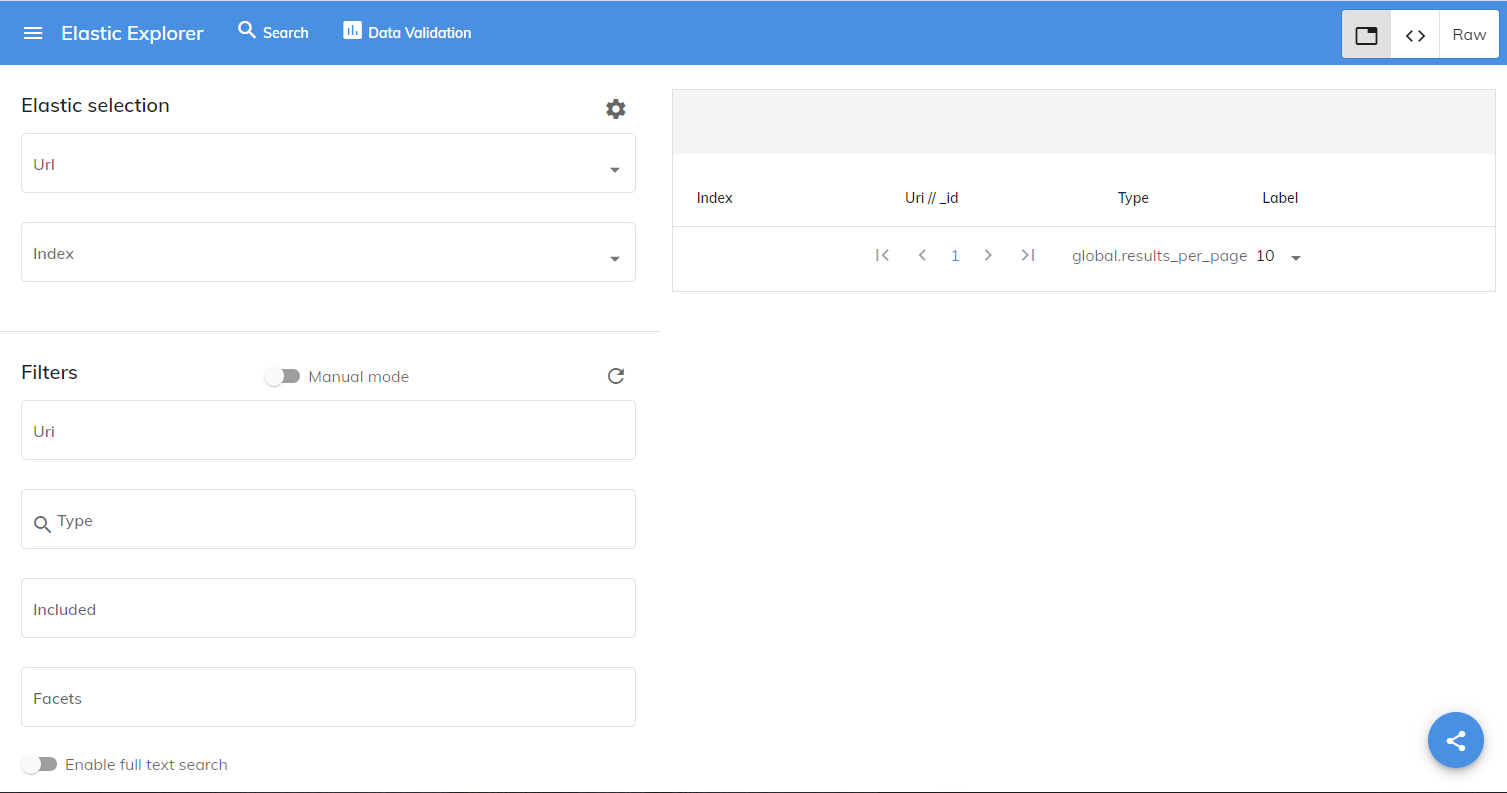 Elastic Explorer Search Data Validation Raw
Elastic selection
Url
Index
Filters Manual mode
Uri
Type
Included
Facets
Enable full text search
Index Uri // _id Type Label
1 global.results_per_page 10